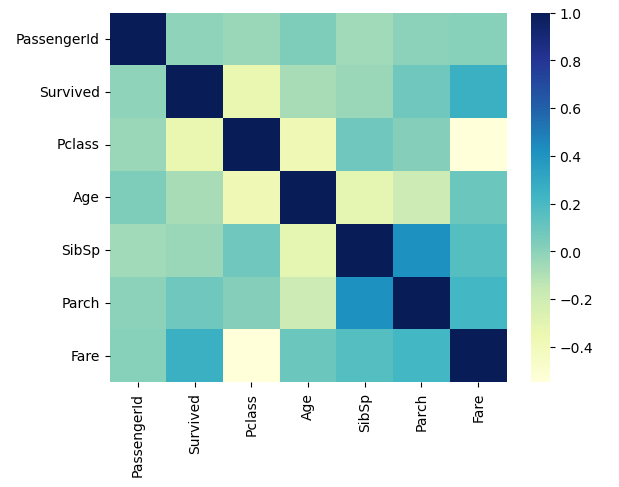 PassengerId
Survived
Pclass
Age
SibSp
Parch
Fare
PassengerId
Survived
Pclass
Age
SibSp
Parch
Fare
1.0
0.8
0.6
0.4
0.2
0.0
−0.2
−0.4